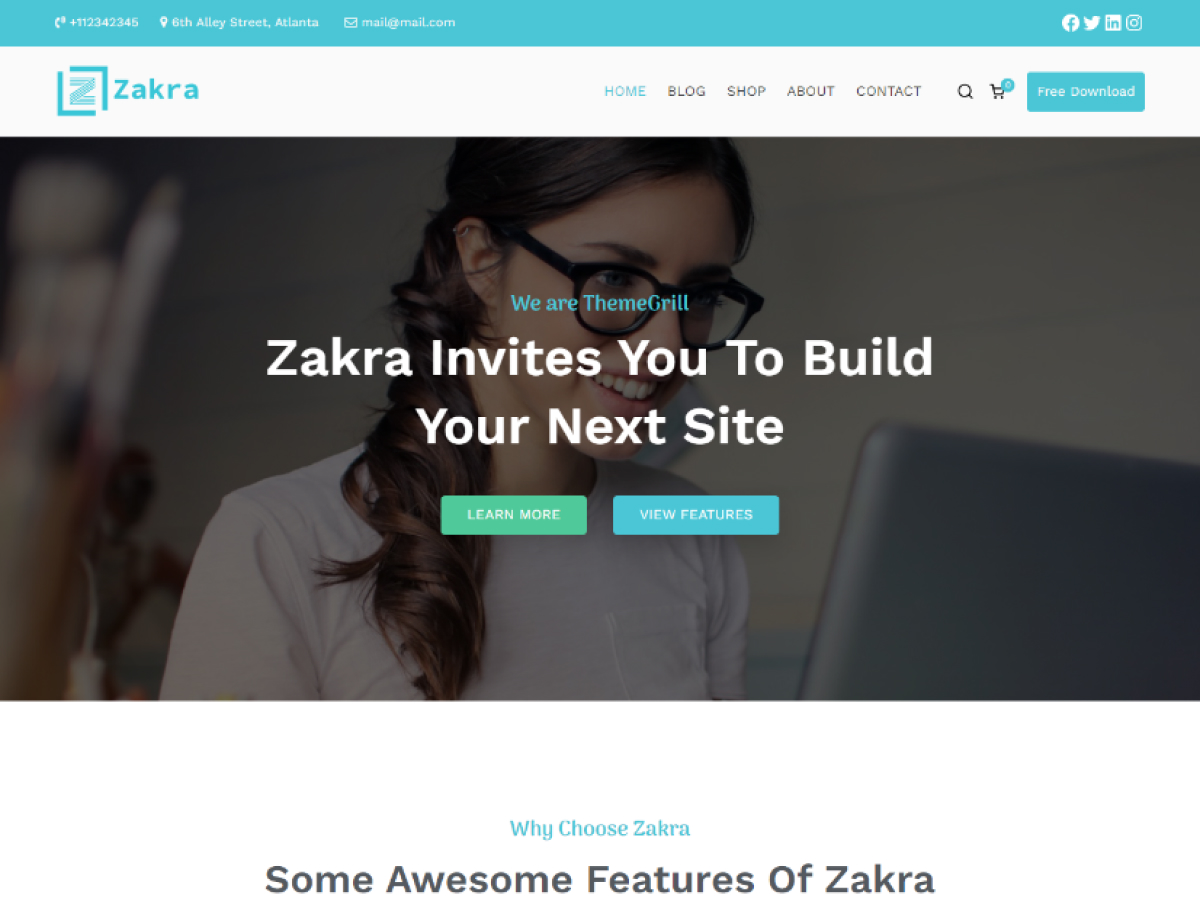 +112342345 6th Alley Street, Atlanta mail@mail.com
Zakra
HOME BLOG SHOP ABOUT CONTACT 0 Free Download
We are ThemeGrill
Zakra Invites You To Build
Your Next Site
LEARN MORE VIEW FEATURES
Why Choose Zakra
Some Awesome Features Of Zakra